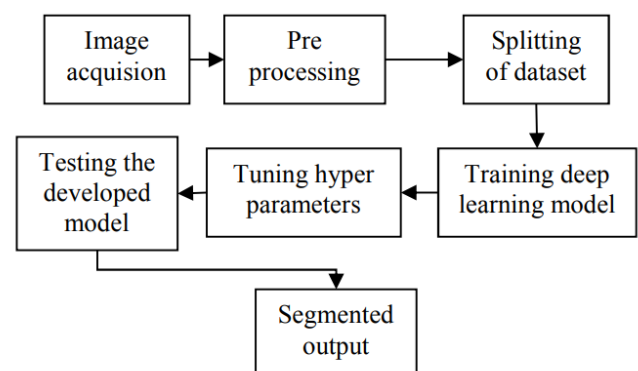 Image
acquision
Pre
processing
Splitting
of dataset
Training deep
learning model
Tuning hyper
parameters
Testing the
developed
model
Segmented
output